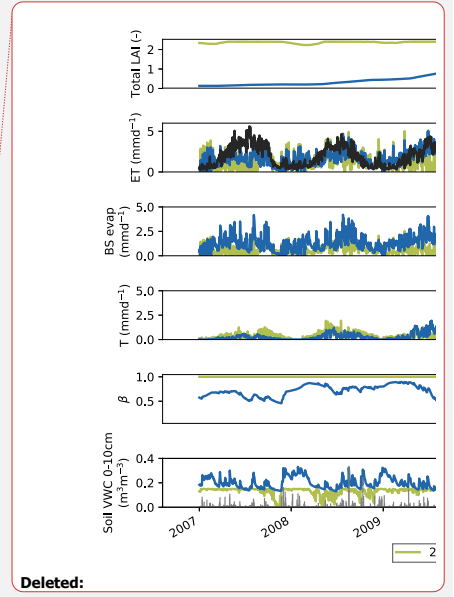 Total LAI (-)
2
1
0
ET (mmd⁻¹)
5
0
BS evap
(mmd⁻¹)
5.0
2.5
0.0
T (mmd⁻¹)
5.0
2.5
0.0
β
1.0
0.5
Soil VWC 0-10cm
(m³m⁻³)
0.4
0.2
0.0
2007
2008
2009
2
Deleted: